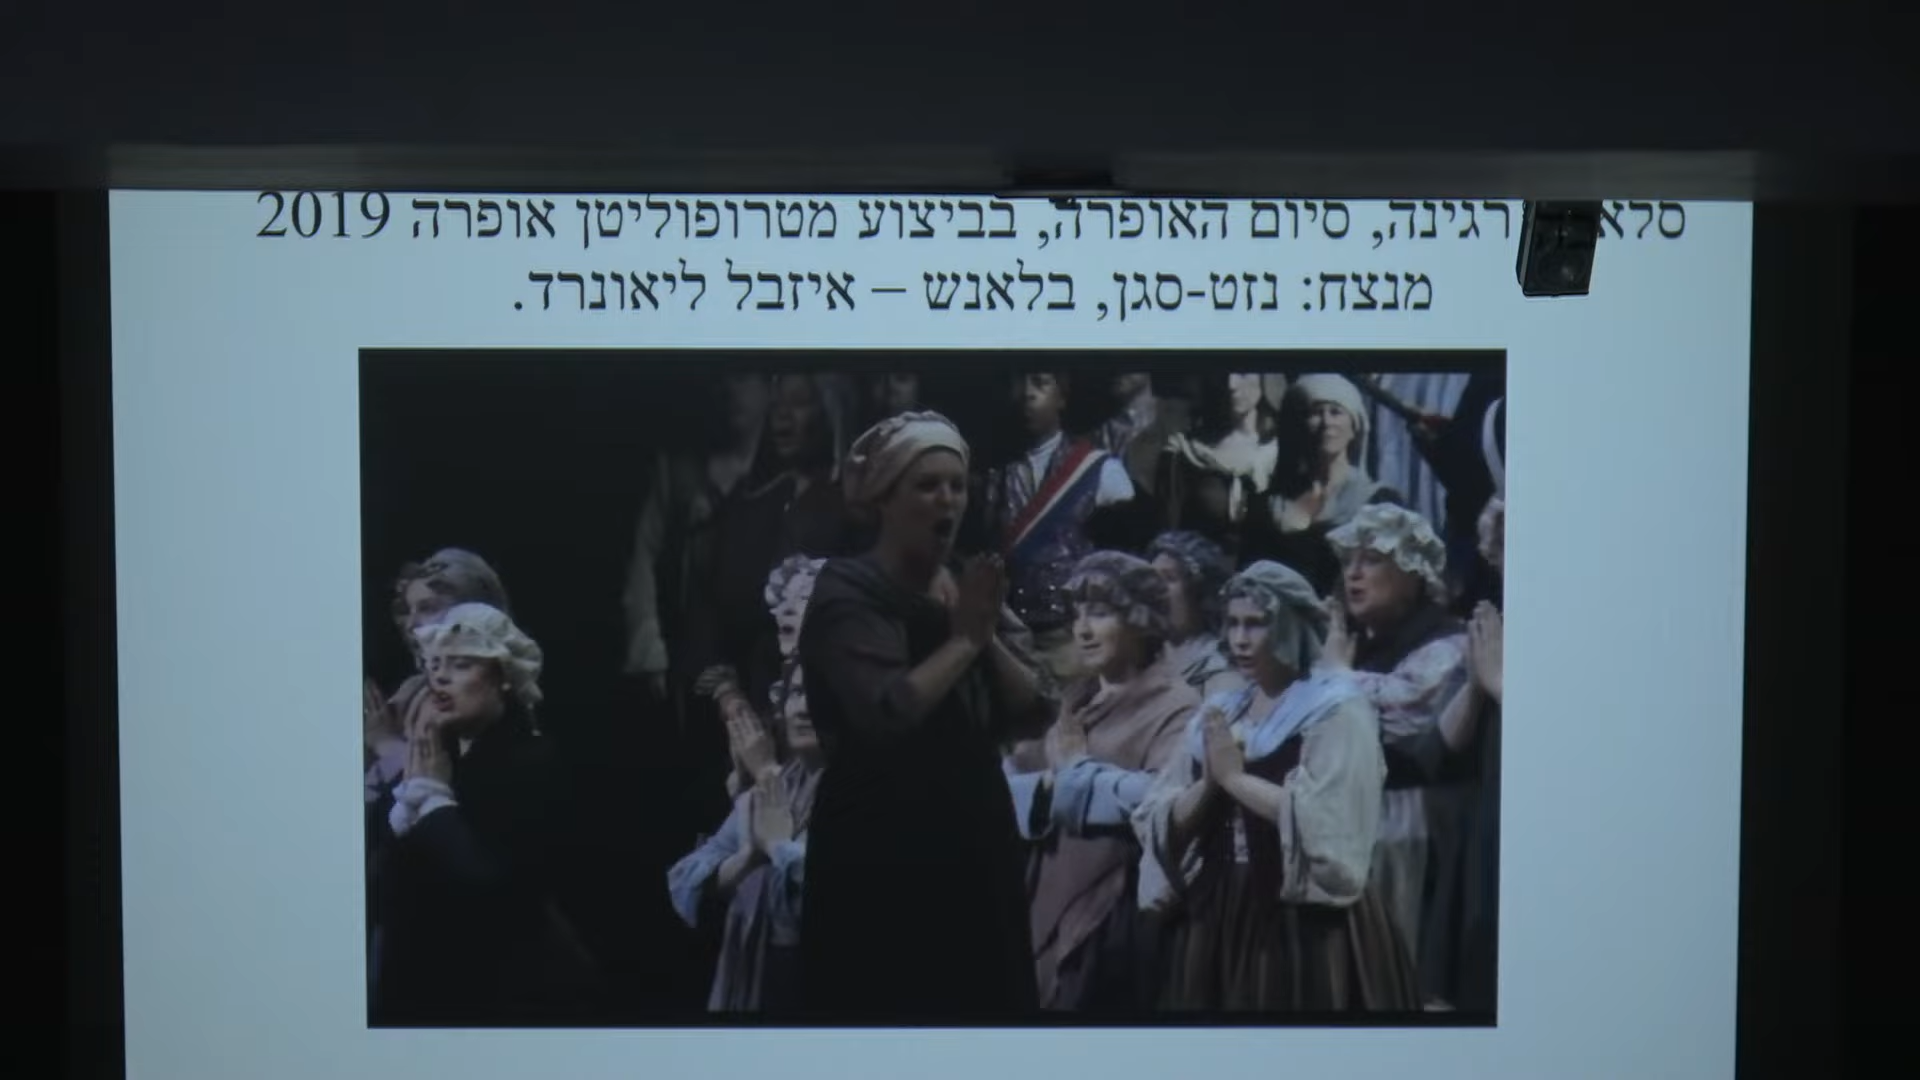 רגינה, סיום האופרה, בביצוע מטרופוליטן אופרה 2019
מנצח: נזט-סגן, בלאנש – איזבל ליאונרד.